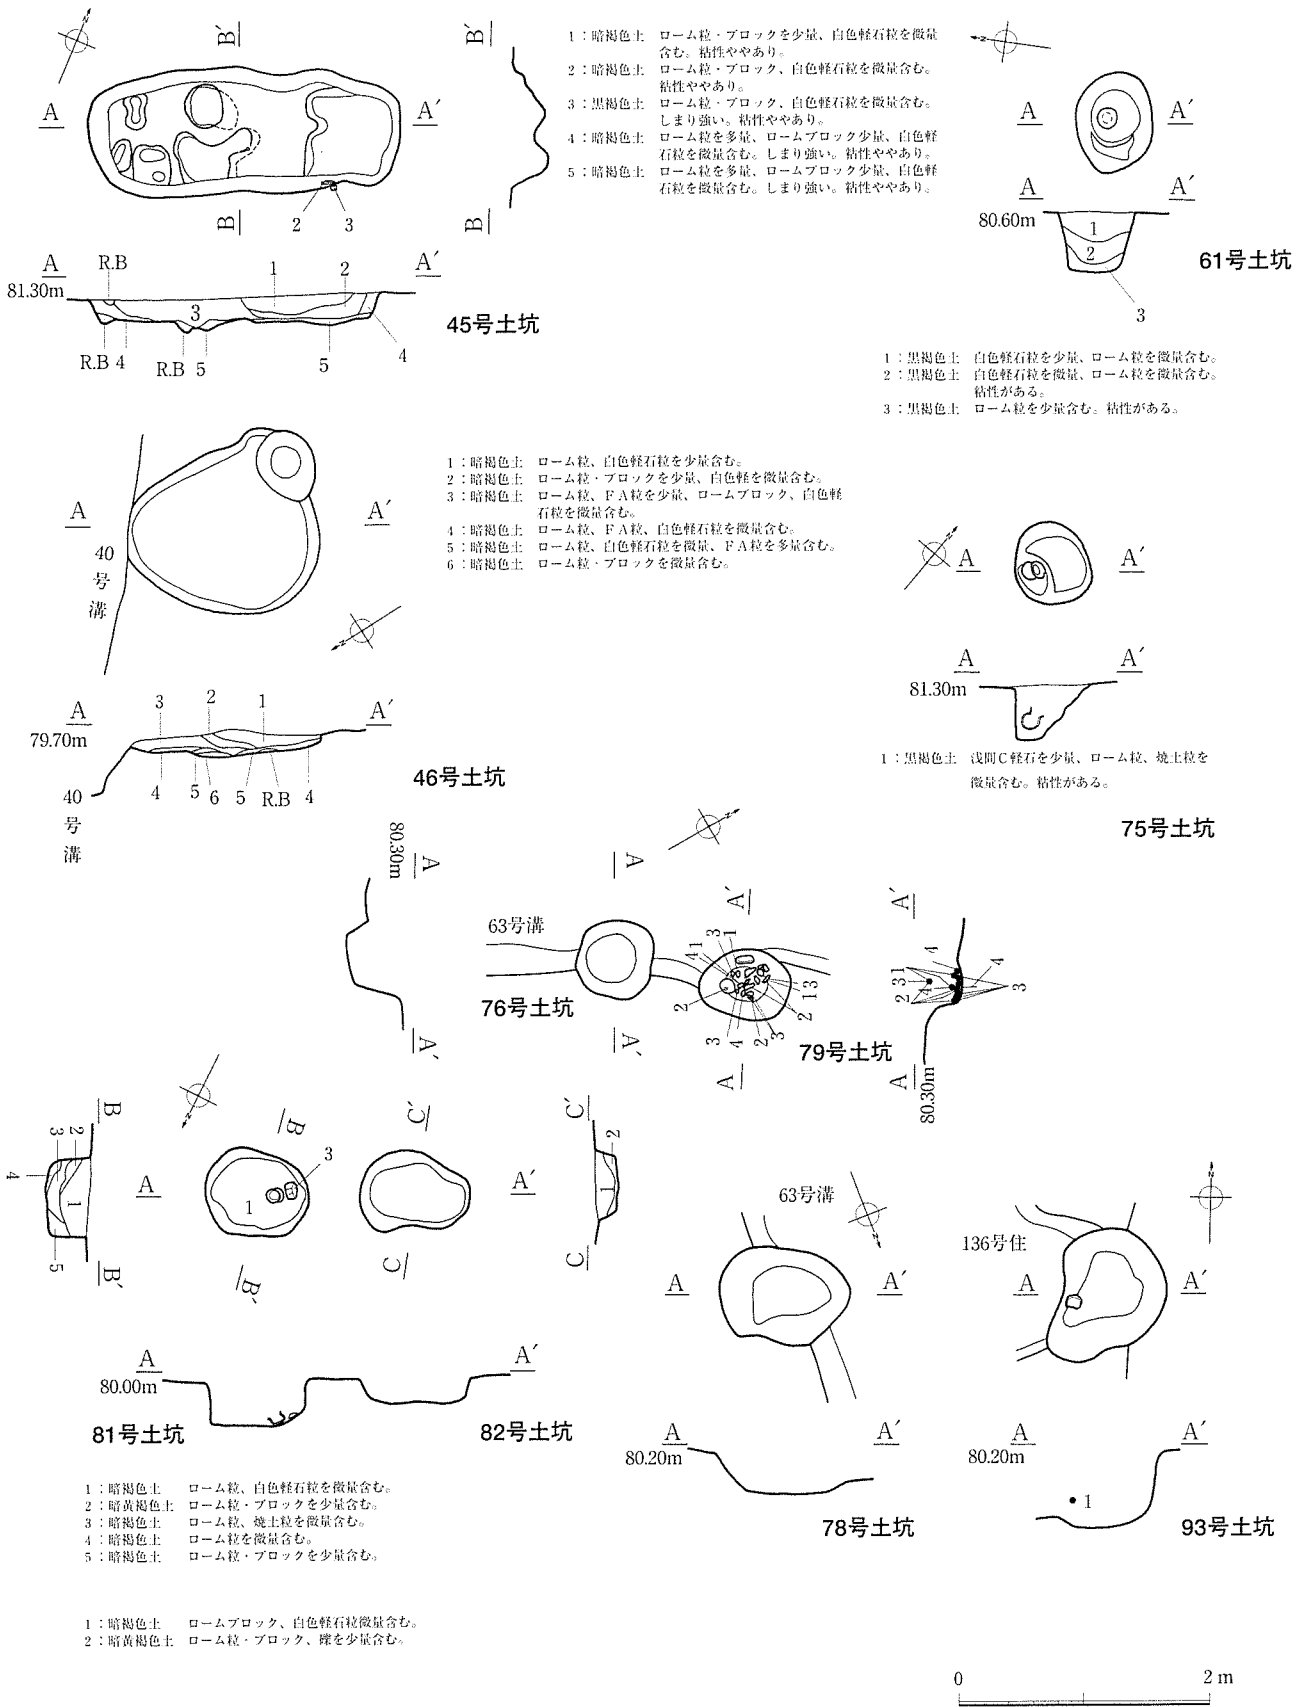 N
B B′
A A′
B B′
2 3
B′
B
1：暗褐色土　ローム粒・ブロックを少量、白色軽石粒を微量
含む。粘性ややあり。
2：暗褐色土　ローム粒・ブロック、白色軽石粒を微量含む。
粘性ややあり。
3：黒褐色土　ローム粒・ブロック、白色軽石粒を微量含む。
しまり強い。粘性ややあり。
4：暗褐色土　ローム粒を多量、ロームブロック少量、白色軽
石粒を微量含む。しまり強い。粘性ややあり。
5：暗褐色土　ローム粒を多量、ロームブロック少量、白色軽
石粒を微量含む。しまり強い。粘性ややあり。
A R.B 1 2 A′
81.30m
3
R.B 4 R.B 5 5 4
45号土坑
N
A A′
A A′
80.60m
1
2
3
61号土坑
1：黒褐色土　白色軽石粒を少量、ローム粒を微量含む。
2：黒褐色土　白色軽石粒を微量、ローム粒を微量含む。
粘性がある。
3：黒褐色土　ローム粒を少量含む。粘性がある。
A A′
40号溝
N
1：暗褐色土　ローム粒、白色軽石粒を少量含む。
2：暗褐色土　ローム粒・ブロックを少量、白色軽を微量含む。
3：暗褐色土　ローム粒、ＦＡ粒を少量、ロームブロック、白色軽
石粒を微量含む。
4：暗褐色土　ローム粒、ＦＡ粒、白色軽石粒を微量含む。
5：暗褐色土　ローム粒、白色軽石粒を微量、ＦＡ粒を多量含む。
6：暗褐色土　ローム粒・ブロックを微量含む。
A 3 2 1 A′
79.70m
4 5 6 5 R.B 4
40号溝
46号土坑
N
A A′
A A′
81.30m
1：黒褐色土　浅間Ｃ軽石を少量、ローム粒、焼土粒を
微量含む。粘性がある。
75号土坑
80.30m
A
A′
N
A
63号溝
76号土坑
A′
A′
4 1 3 1
2 3 4 2 3 2 1 3
A
79号土坑
A′
4 4
3 1
2 4 3
A
80.30m
B
4 3 2
1
5
B′
N
A
B
1 3
B′
C′
C
A′
C′
2
1
C
A A′
80.00m
81号土坑
82号土坑
1：暗褐色土　ローム粒、白色軽石粒を微量含む。
2：暗黄褐色土　ローム粒・ブロックを少量含む。
3：暗褐色土　ローム粒、焼土粒を微量含む。
4：暗褐色土　ローム粒を微量含む。
5：暗褐色土　ローム粒・ブロックを少量含む。
1：暗褐色土　ロームブロック、白色軽石粒微量含む。
2：暗黄褐色土　ローム粒・ブロック、礫を少量含む。
63号溝
N
A A′
A A′
80.20m
78号土坑
136号住
N
A A′
A A′
80.20m
1
93号土坑
0 2 m